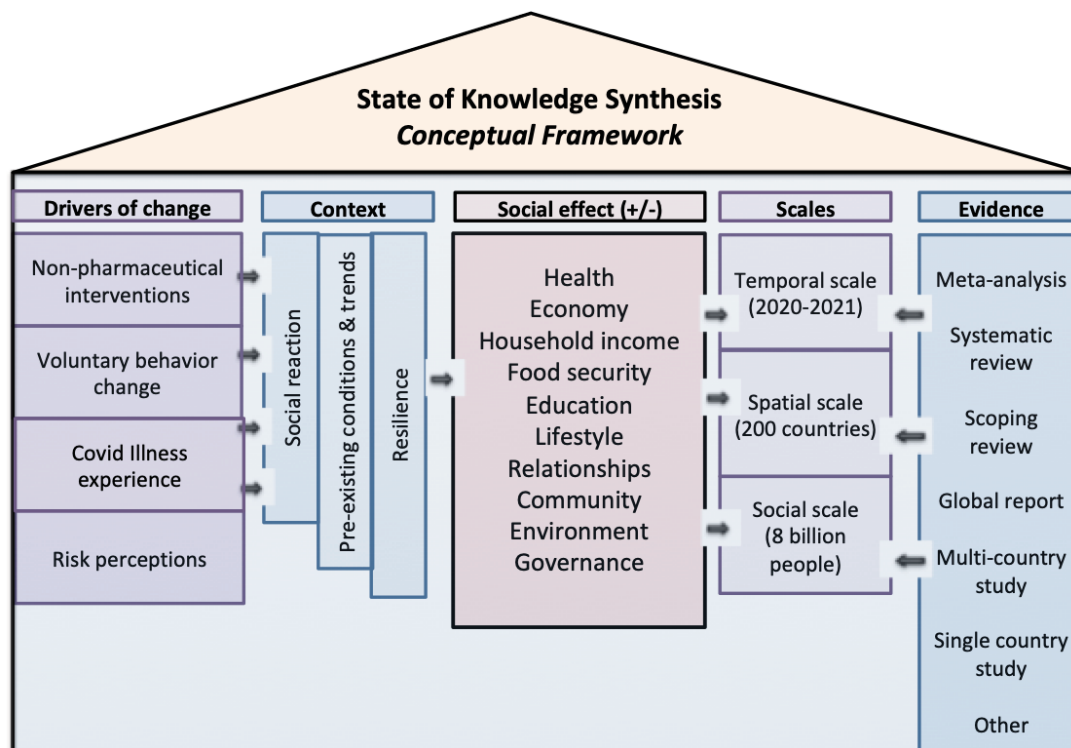 State of Knowledge Synthesis
Conceptual Framework
Drivers of change
Non-pharmaceutical
interventions
Voluntary behavior
change
Covid Illness
experience
Risk perceptions
Context
Social reaction
Pre-existing conditions & trends
Resilience
Social effect (+/-)
Health
Economy
Household income
Food security
Education
Lifestyle
Relationships
Community
Environment
Governance
Scales
Temporal scale
(2020-2021)
Spatial scale
(200 countries)
Social scale
(8 billion
people)
Evidence
Meta-analysis
Systematic
review
Scoping
review
Global report
Multi-country
study
Single country
study
Other